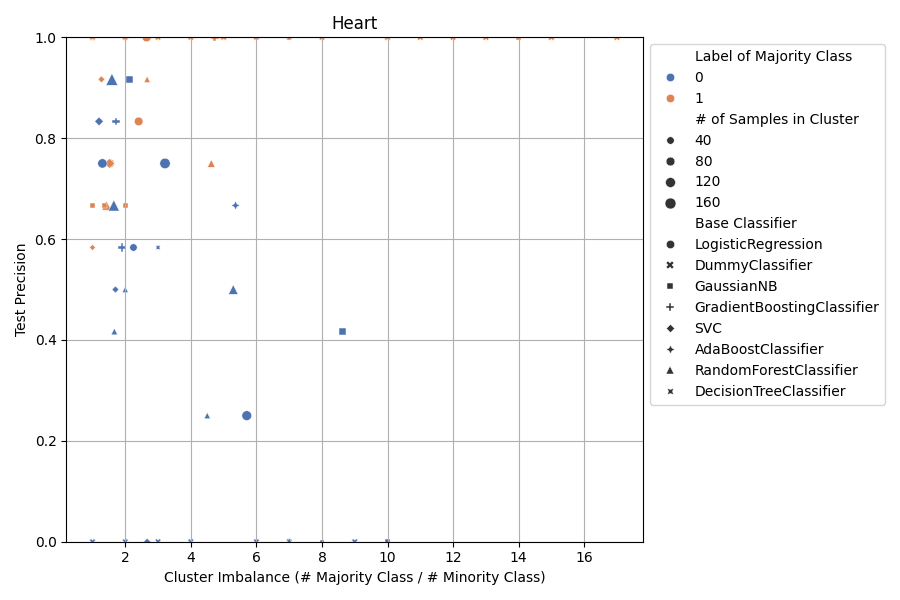 Heart
Test Precision
1.0
0.8
0.6
0.4
0.2
0.0
2 4 6 8 10 12 14 16
Cluster Imbalance (# Majority Class / # Minority Class)
Label of Majority Class
0
1
# of Samples in Cluster
40
80
120
160
Base Classifier
LogisticRegression
DummyClassifier
GaussianNB
GradientBoostingClassifier
SVC
AdaBoostClassifier
RandomForestClassifier
DecisionTreeClassifier